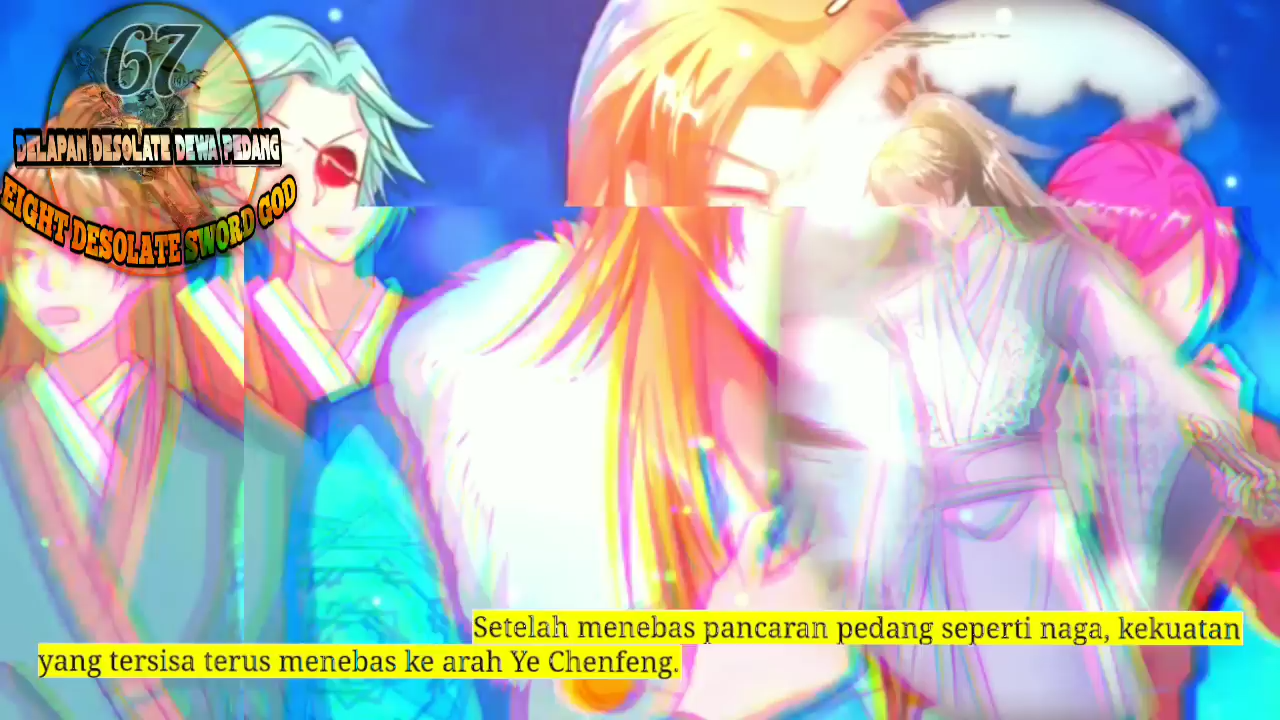 67
DELAPAN DESOLATE DEWA PEDANG
EIGHT DESOLATE SWORD GOD
Setelah menebas pancaran pedang seperti naga, kekuatan
yang tersisa terus menebas ke arah Ye Chenfeng.